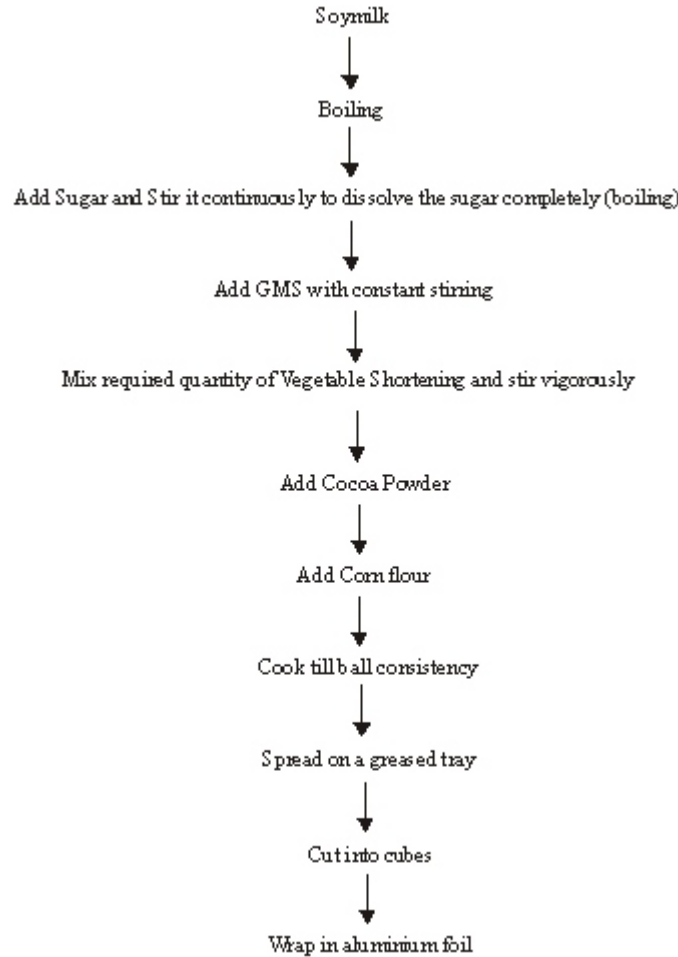 Soymilk
Boiling
Add Sugar and Stir it continuously to dissolve the sugar completely (boiling)
Add GMS with constant stirring
Mix required quantity of Vegetable Shortening and stir vigorously
Add Cocoa Powder
Add Corn flour
Cook till ball consistency
Spread on a greased tray
Cut into cubes
Wrap in aluminium foil